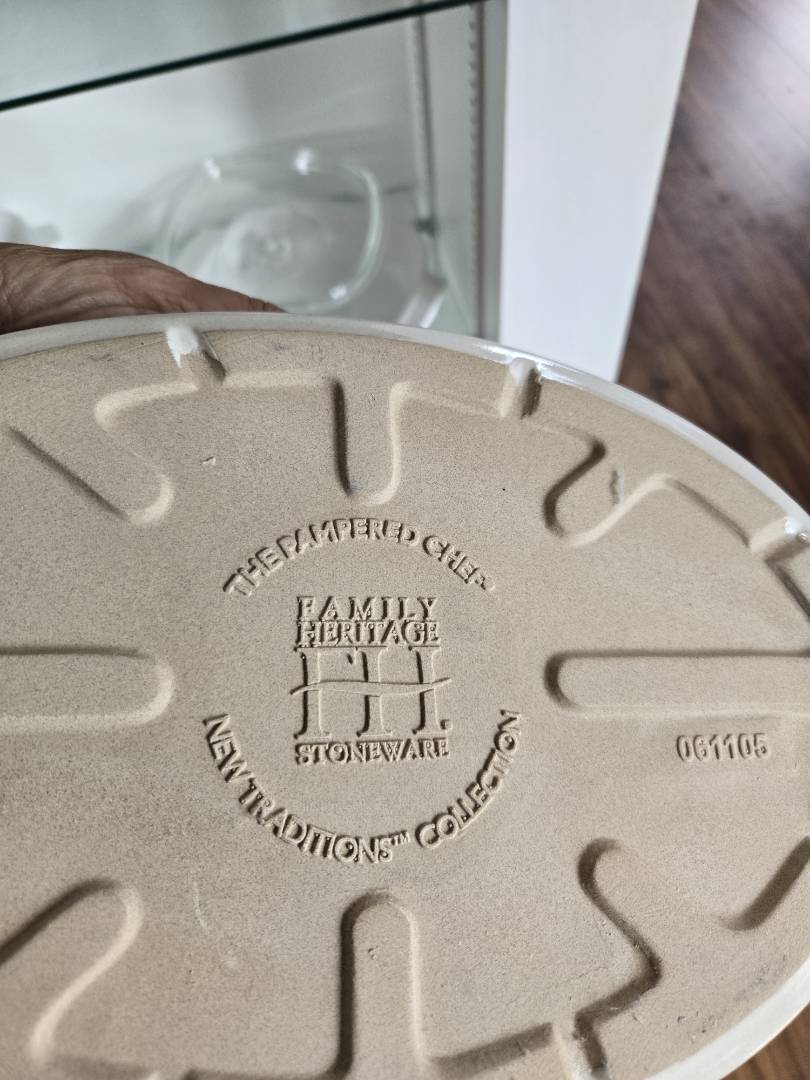 THE PAMPERED CHEF
FAMILY
HERITAGE
FH
STONEWARE
NEW TRADITIONS™ COLLECTION
061105